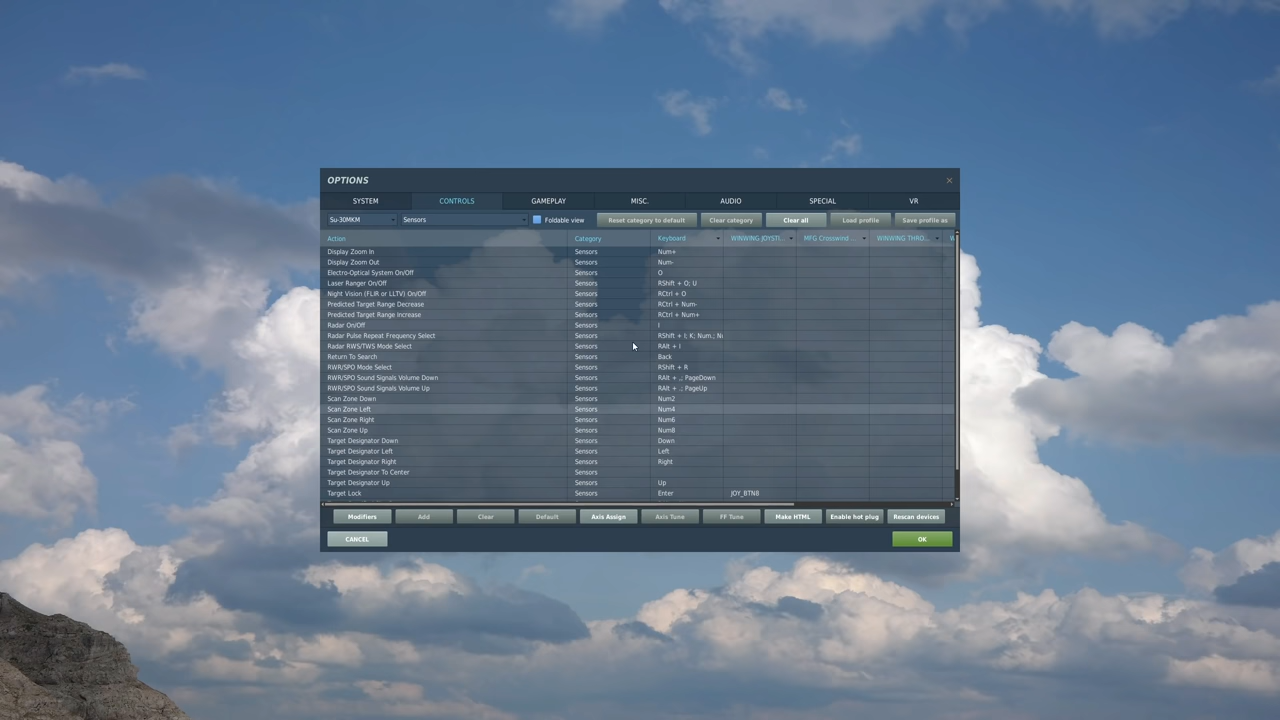 OPTIONS
SYSTEM CONTROLS GAMEPLAY MISC. AUDIO SPECIAL VR
Su-30MKM Sensors Foldable view Reset category to default Clear category Clear all Load profile Save profile as
Action Category Keyboard WINWING JOYSTI... MFG Crosswind ... WINWING THRO... W
Display Zoom In Sensors Num+
Display Zoom Out Sensors Num-
Electro-Optical System On/Off Sensors O
Laser Ranger On/Off Sensors RShift + O; U
Night Vision (FLIR or LLTV) On/Off Sensors RCtrl + O
Predicted Target Range Decrease Sensors RCtrl + Num-
Predicted Target Range Increase Sensors RCtrl + Num+
Radar On/Off Sensors I
Radar Pulse Repeat Frequency Select Sensors RShift + I; K; Num.;
Radar RWS/TWS Mode Select Sensors RAlt + I
Return To Search Sensors Back
RWR/SPO Mode Select Sensors RShift + R
RWR/SPO Sound Signals Volume Down Sensors RAlt + ,; PageDown
RWR/SPO Sound Signals Volume Up Sensors RAlt + .; PageUp
Scan Zone Down Sensors Num2
Scan Zone Left Sensors Num4
Scan Zone Right Sensors Num6
Scan Zone Up Sensors Num8
Target Designator Down Sensors Down
Target Designator Left Sensors Left
Target Designator Right Sensors Right
Target Designator To Center Sensors
Target Designator Up Sensors Up
Target Lock Sensors Enter JOY_BTN8
Modifiers Add Clear Default Axis Assign Axis Tune FF Tune Make HTML Enable hot plug Rescan devices
CANCEL OK